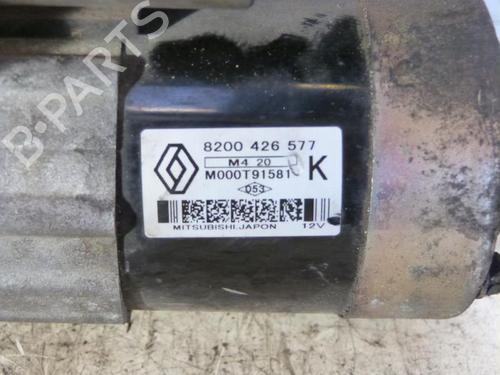 B-PARTS
8200 426 577
M4 20
M000T91581 K
D53
MITSUBISHI.JAPON 12V